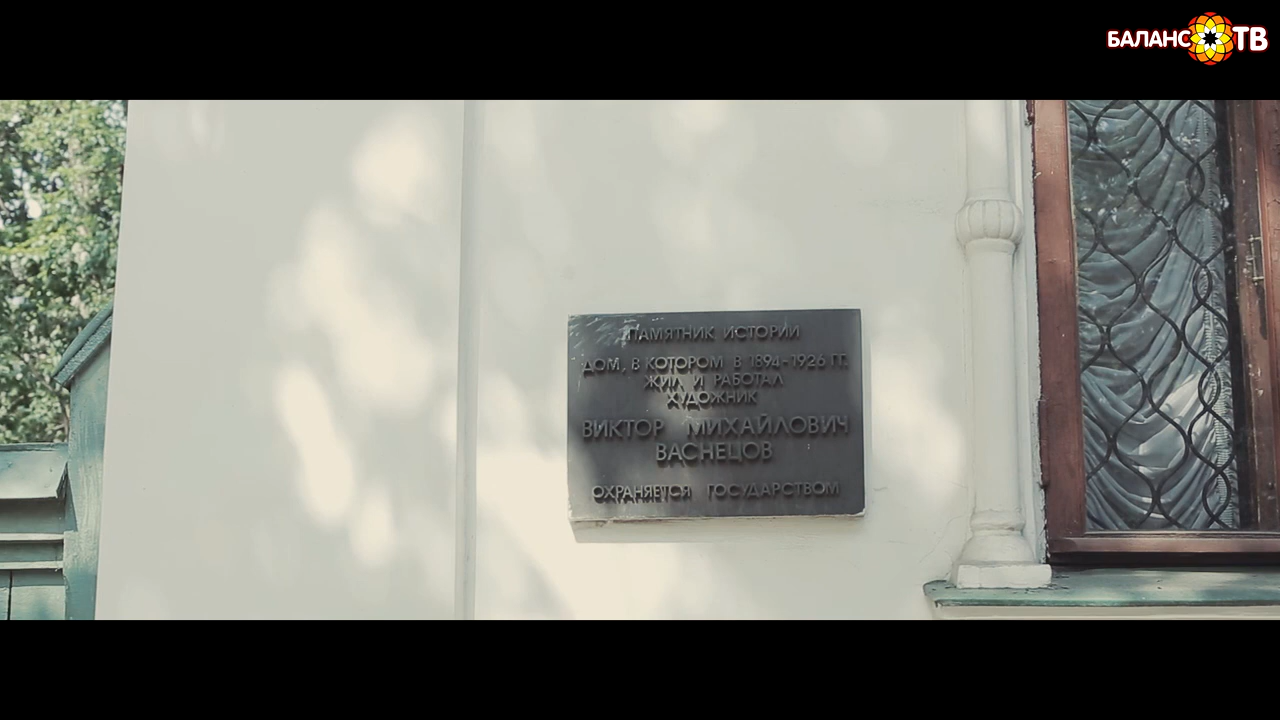 БАЛАНС ТВ
ПАМЯТНИК ИСТОРИИ
ДОМ, В КОТОРОМ В 1894-1926 ГГ.
ЖИЛ И РАБОТАЛ
ХУДОЖНИК
ВИКТОР МИХАЙЛОВИЧ
ВАСНЕЦОВ
ОХРАНЯЕТСЯ ГОСУДАРСТВОМ